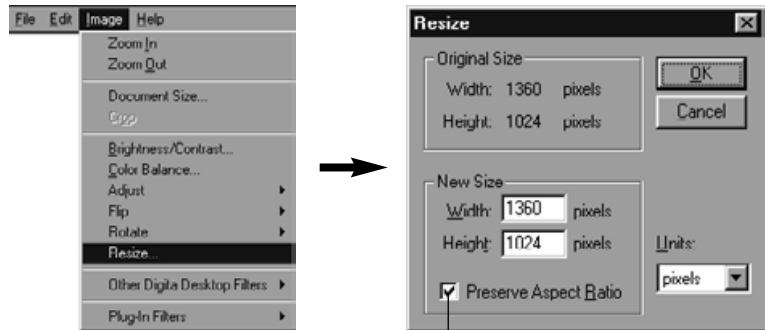 File Edit Image Help
Zoom In
Zoom Out
Document Size...
Crop
Brightness/Contrast...
Color Balance...
Adjust
Flip
Rotate
Resize...
Other Digita Desktop Filters
Plug-In Filters
Resize
Original Size
Width: 1360 pixels
Height: 1024 pixels
OK
Cancel
New Size
Width: 1360 pixels
Height: 1024 pixels
Preserve Aspect Ratio
Units:
pixels